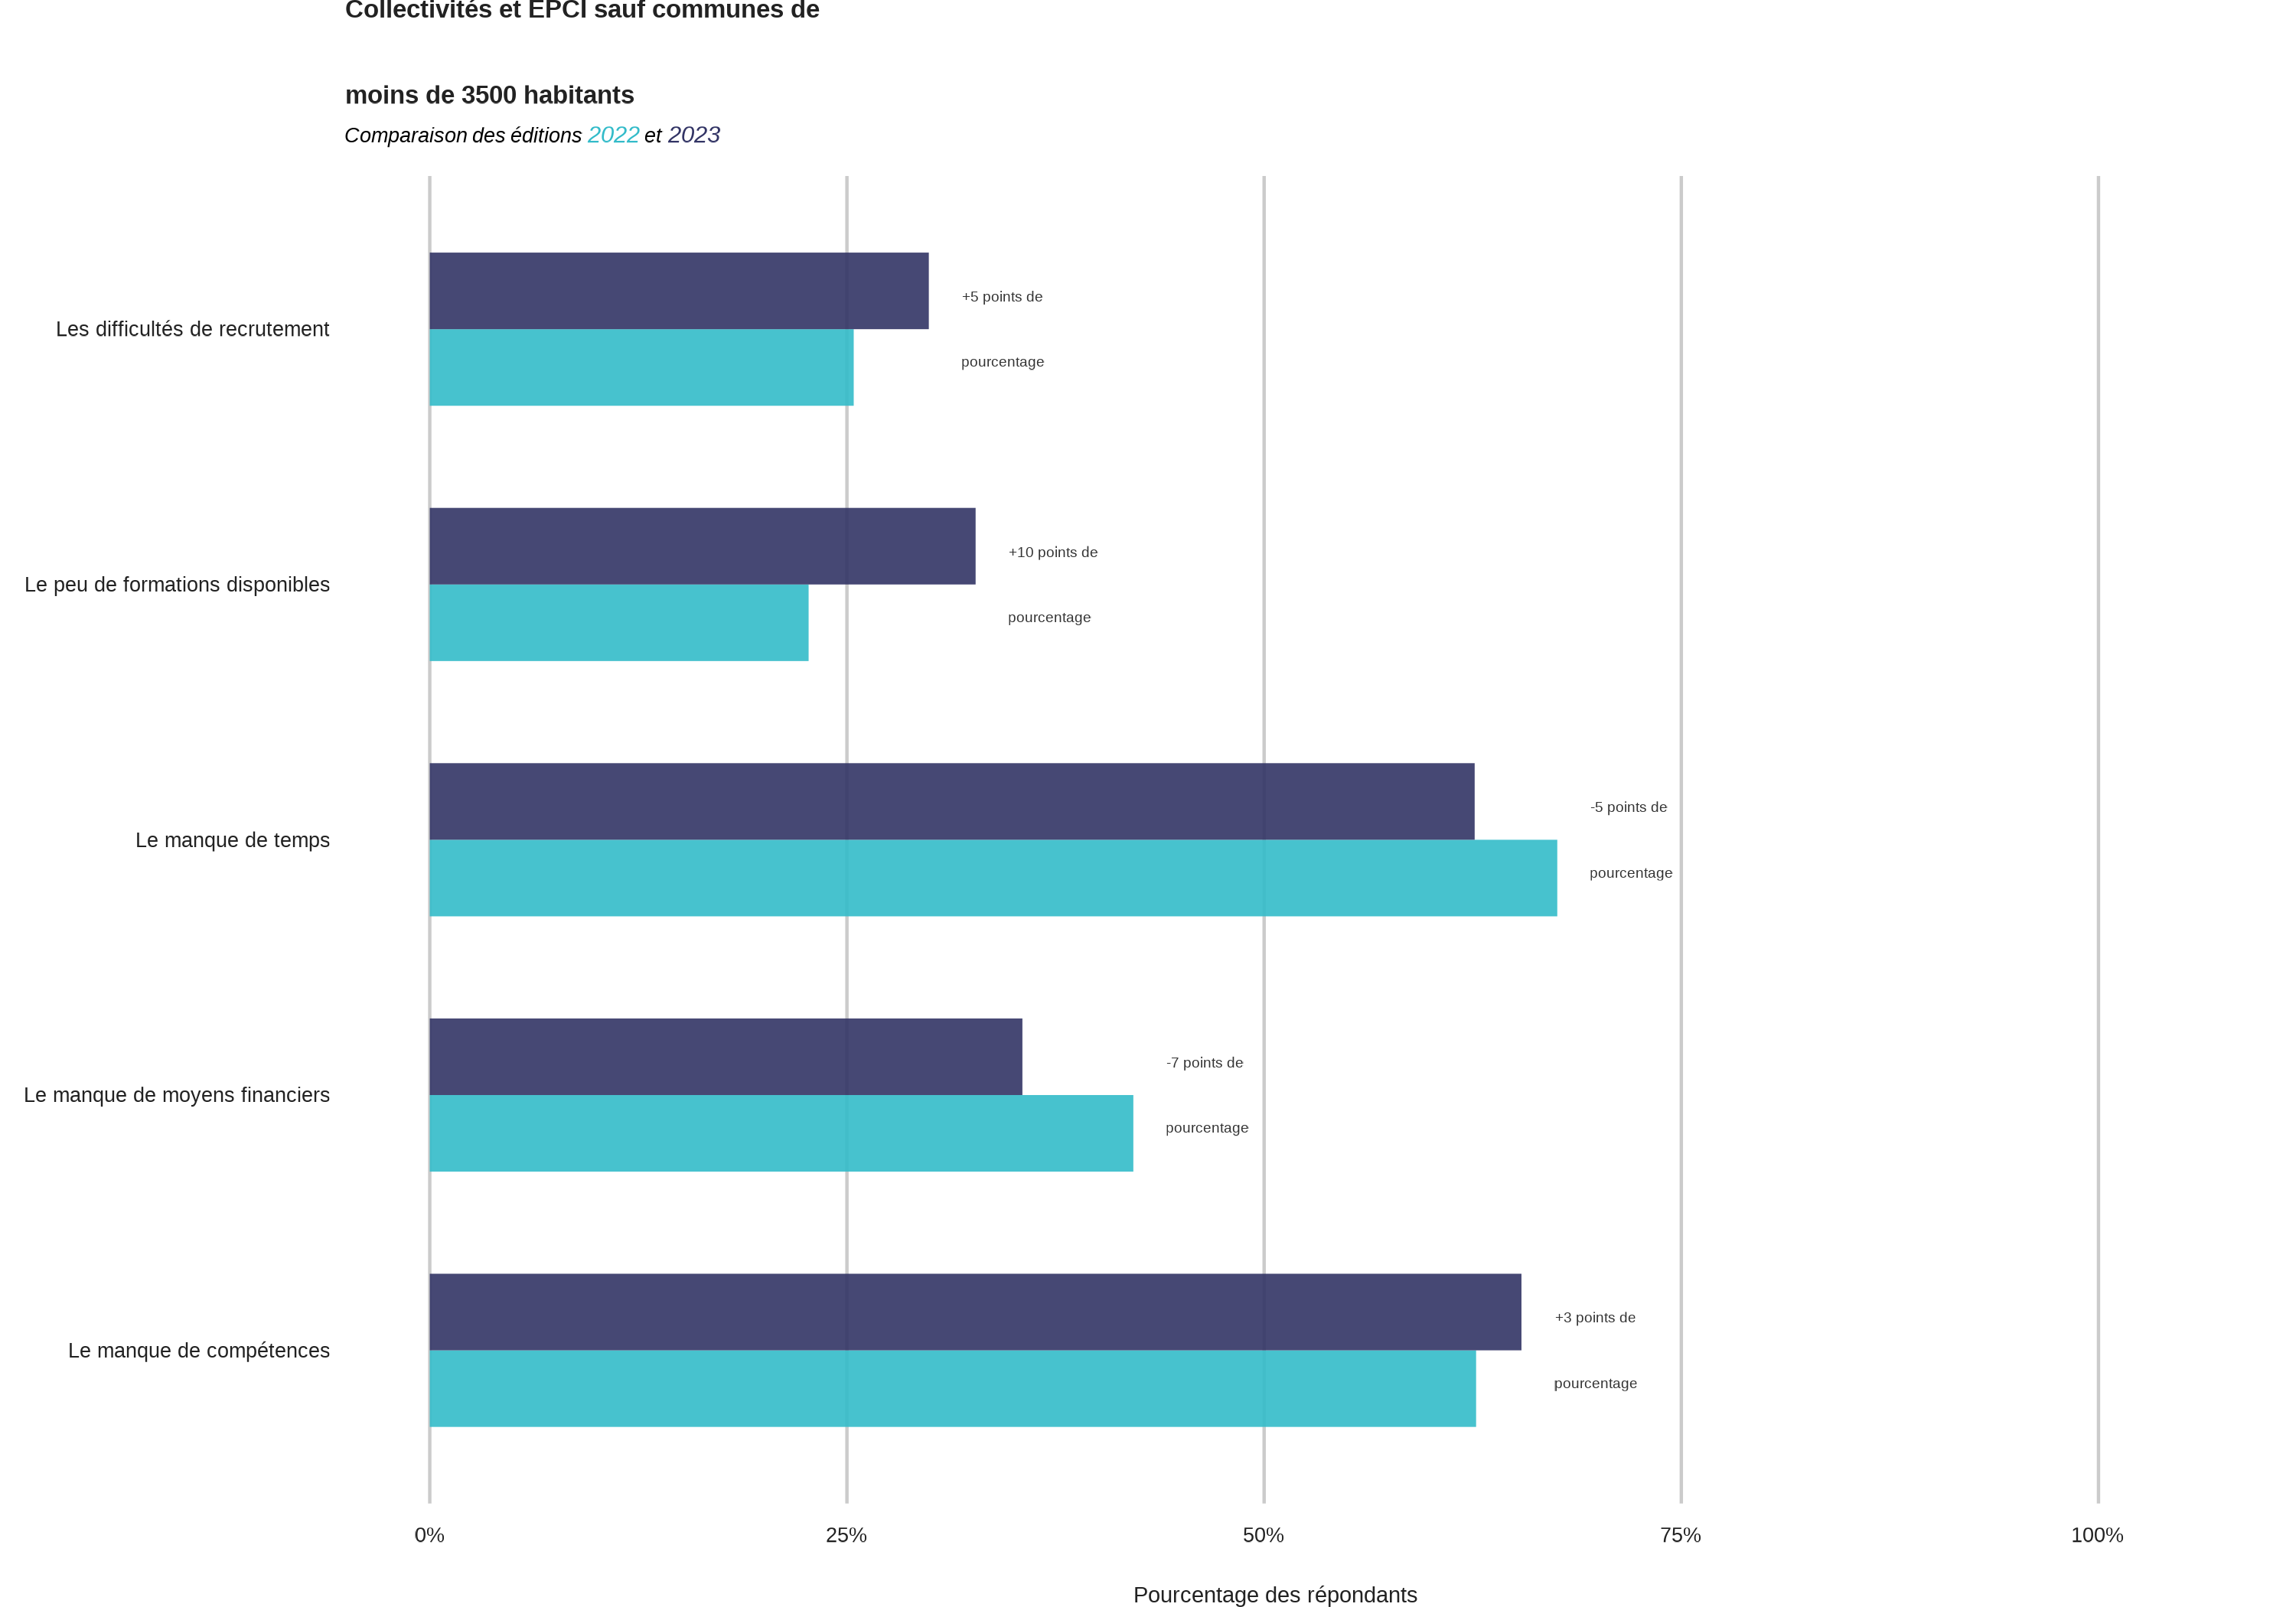 Collectivités et EPCI sauf communes de
moins de 3500 habitants
Comparaison des éditions 2022 et 2023
Les difficultés de recrutement
+5 points de
pourcentage
Le peu de formations disponibles
+10 points de
pourcentage
Le manque de temps
-5 points de
pourcentage
Le manque de moyens financiers
-7 points de
pourcentage
Le manque de compétences
+3 points de
pourcentage
0% 25% 50% 75% 100%
Pourcentage des répondants